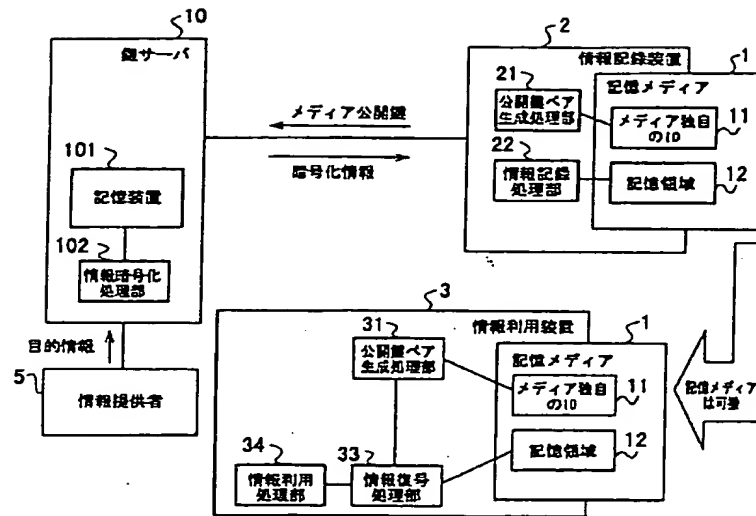 10
鍵サーバ
101
記憶装置
102
情報暗号化
処理部
目的情報
5
情報提供者
メディア公開鍵
暗号化情報
2
情報記録装置
21
公開鍵ペア
生成処理部
22
情報記録
処理部
1
記憶メディア
メディア独自
のID
11
12
記憶領域
3
情報利用装置
31
公開鍵ペア
生成処理部
34
情報利用
処理部
33
情報復号
処理部
1
記憶メディア
メディア独自
のID
11
12
記憶領域
記憶メディア
は可搬